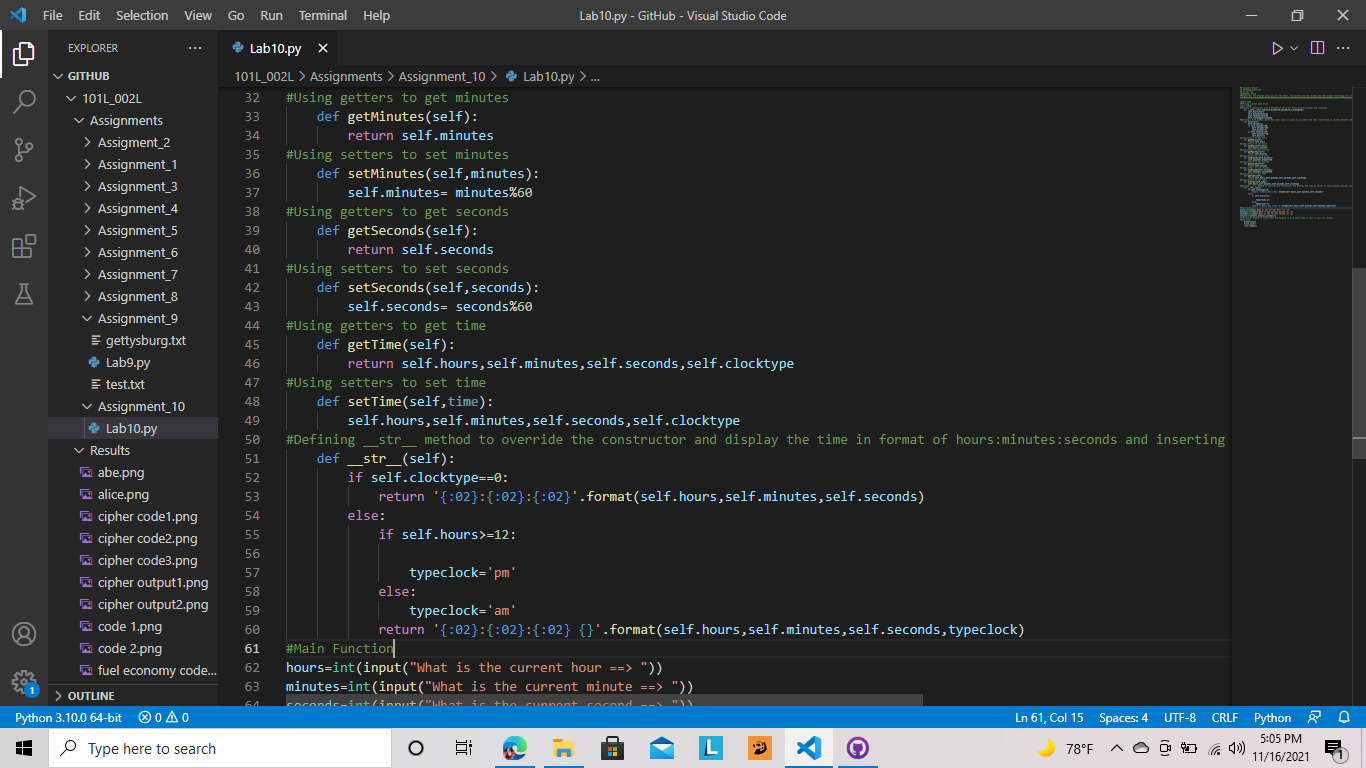 File Edit Selection View Go Run Terminal Help Lab10.py - GitHub - Visual Studio Code
EXPLORER
Lab10.py
GITHUB
101L_002L
Assignments
Assigment_2
Assignment_1
Assignment_3
Assignment_4
Assignment_5
Assignment_6
Assignment_7
Assignment_8
Assignment_9
gettysburg.txt
Lab9.py
test.txt
Assignment_10
Lab10.py
Results
abe.png
alice.png
cipher code1.png
cipher code2.png
cipher code3.png
cipher output1.png
cipher output2.png
code 1.png
code 2.png
fuel economy code...
OUTLINE
1
101L_002L > Assignments > Assignment_10 > Lab10.py > ...
32 #Using getters to get minutes
33 def getMinutes(self):
34 return self.minutes
35 #Using setters to set minutes
36 def setMinutes(self,minutes):
37 self.minutes= minutes%60
38 #Using getters to get seconds
39 def getSeconds(self):
40 return self.seconds
41 #Using setters to set seconds
42 def setSeconds(self,seconds):
43 self.seconds= seconds%60
44 #Using getters to get time
45 def getTime(self):
46 return self.hours,self.minutes,self.seconds,self.clocktype
47 #Using setters to set time
48 def setTime(self,time):
49 self.hours,self.minutes,self.seconds,self.clocktype
50 #Defining __str__ method to override the constructor and display the time in format of hours:minutes:seconds and inserting
51 def __str__(self):
52 if self.clocktype==0:
53 return '{:02}:{:02}:{:02}'.format(self.hours,self.minutes,self.seconds)
54 else:
55 if self.hours>=12:
56
57 typeclock='pm'
58 else:
59 typeclock='am'
60 return '{:02}:{:02}:{:02} {}'.format(self.hours,self.minutes,self.seconds,typeclock)
61 #Main Function
62 hours=int(input("What is the current hour ==> "))
63 minutes=int(input("What is the current minute ==> "))
64 seconds=int(input("What is the current second ==> "))
Python 3.10.0 64-bit 0 0 Ln 61, Col 15 Spaces: 4 UTF-8 CRLF Python
Type here to search
L
78°F
5:05 PM
11/16/2021
1